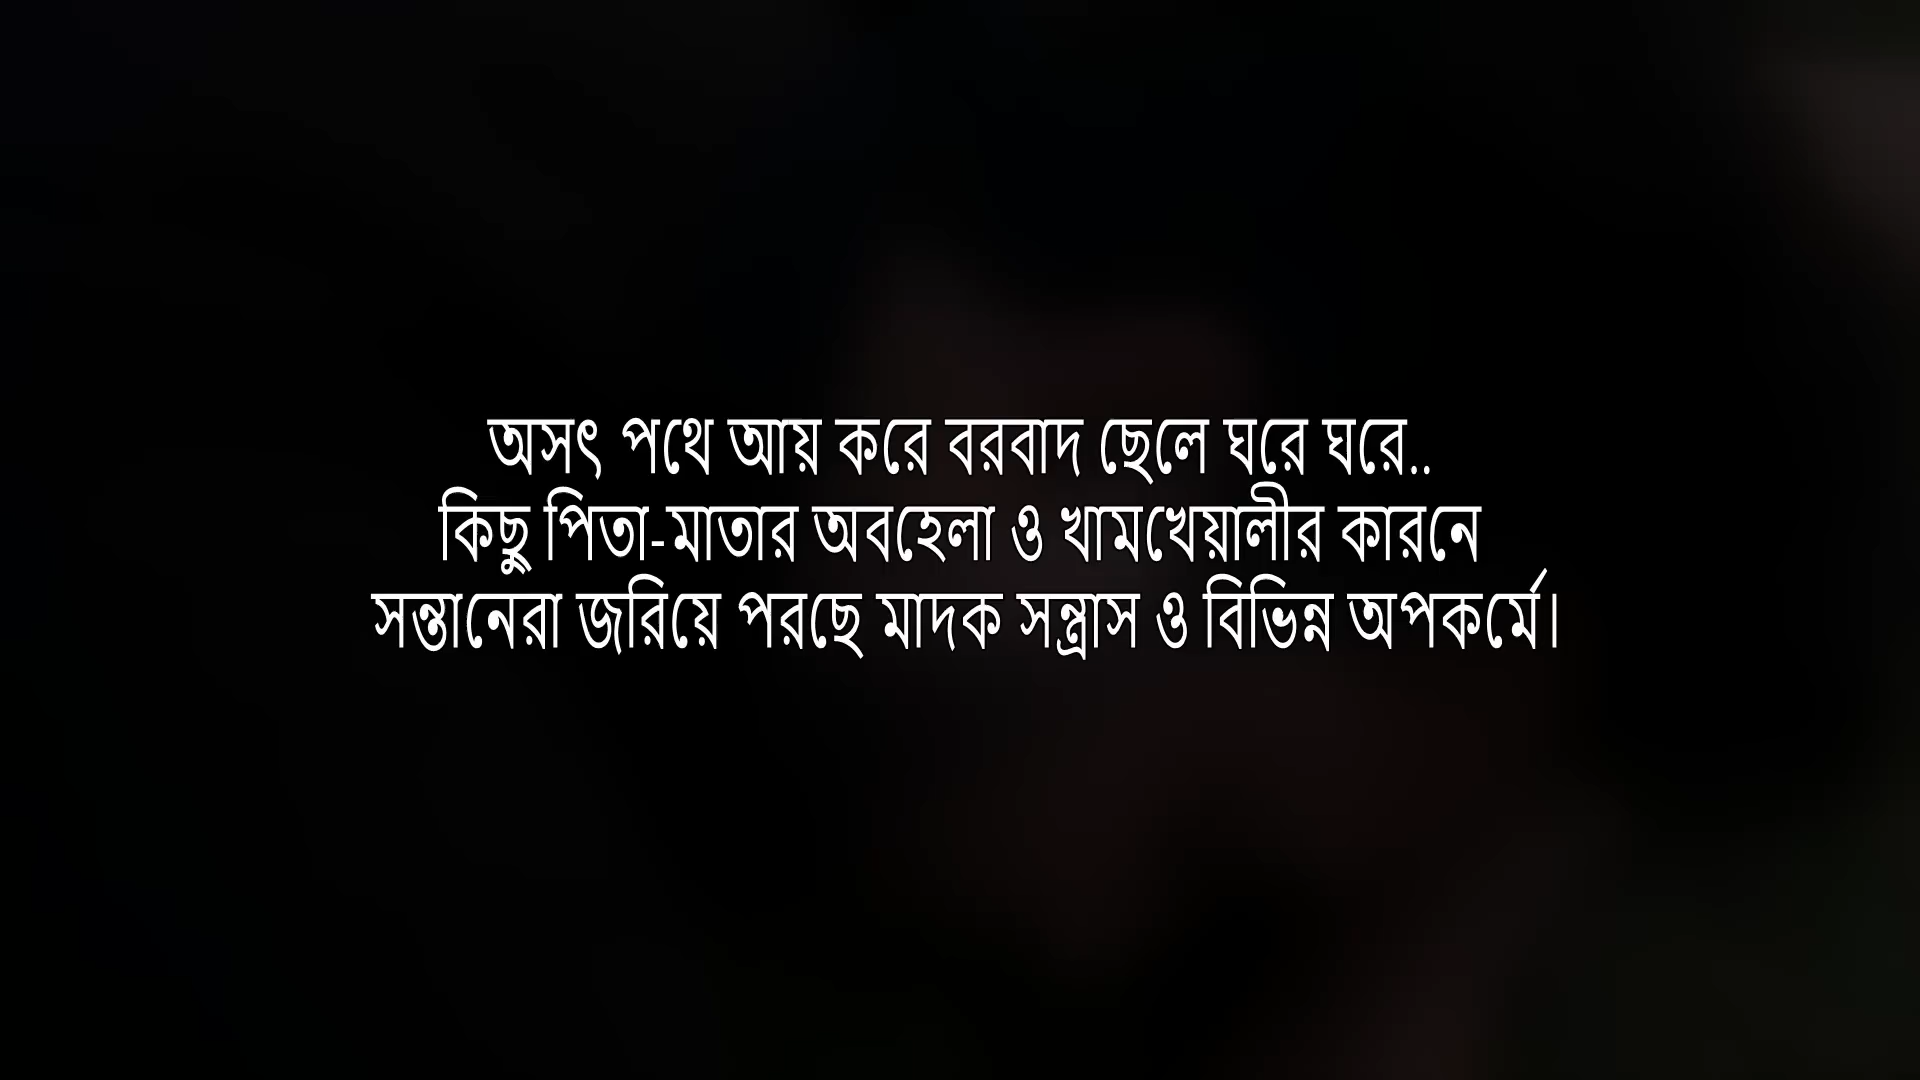 অসৎ পথে আয় করে বরবাদ ছেলে ঘরে ঘরে..
কিছু পিতা-মাতার অবহেলা ও খামখেয়ালীর কারনে
সন্তানেরা জরিয়ে পরছে মাদক সন্ত্রাস ও বিভিন্ন অপকর্মে।